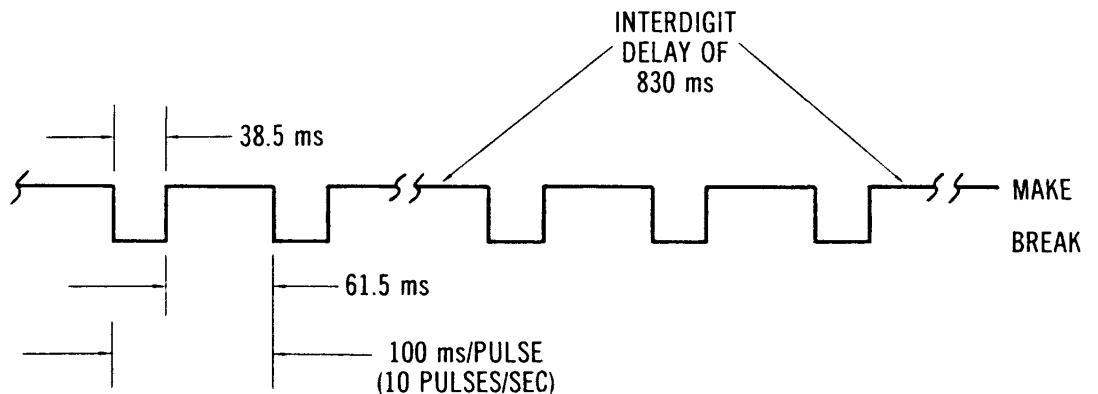 INTERDIGIT
DELAY OF
830 ms
38.5 ms
MAKE
BREAK
61.5 ms
100 ms/PULSE
(10 PULSES/SEC)